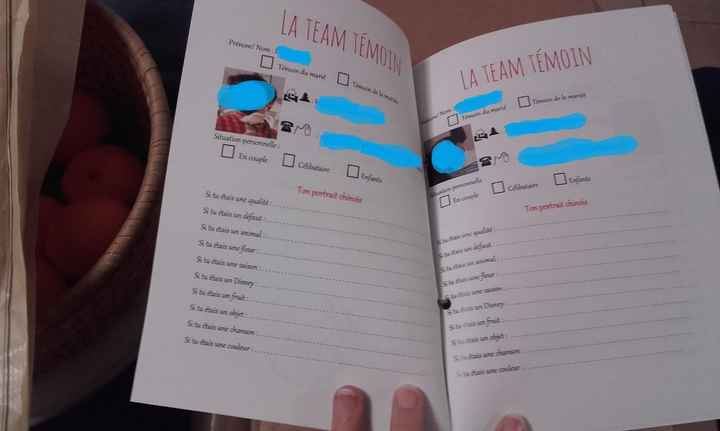 LA TEAM TÉMOIN
Prénom/ Nom :
Témoin du marié Témoin de la mariée
Situation personnelle :
En couple Célibataire Enfants
Ton portrait chinois
Si tu étais une qualité :
Si tu étais un défaut :
Si tu étais un animal :
Si tu étais une fleur :
Si tu étais une saison :
Si tu étais un Disney :
Si tu étais un fruit :
Si tu étais un objet :
Si tu étais une chanson :
Si tu étais une couleur :
LA TEAM TÉMOIN
Prénom/ Nom :
Témoin du marié Témoin de la mariée
Situation personnelle :
En couple Célibataire Enfants
Ton portrait chinois
Si tu étais une qualité :
Si tu étais un défaut :
Si tu étais un animal :
Si tu étais une fleur :
Si tu étais une saison :
Si tu étais un Disney :
Si tu étais un fruit :
Si tu étais un objet :
Si tu étais une chanson :
Si tu étais une couleur :